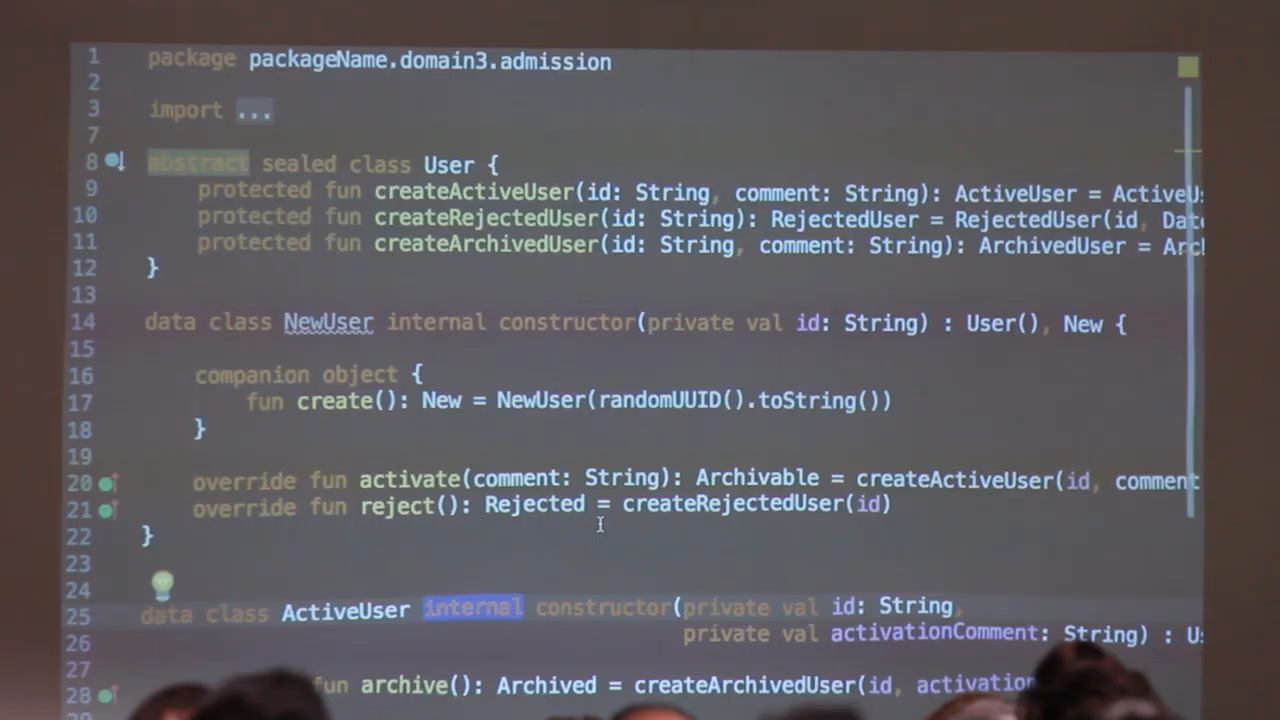 1 package packageName.domain3.admission
2
3 import ...
7
8 abstract sealed class User {
9 protected fun createActiveUser(id: String, comment: String): ActiveUser = ActiveUs
10 protected fun createRejectedUser(id: String): RejectedUser = RejectedUser(id, Dat
11 protected fun createArchivedUser(id: String, comment: String): ArchivedUser = Arch
12 }
13
14 data class NewUser internal constructor(private val id: String) : User(), New {
15
16 companion object {
17 fun create(): New = NewUser(randomUUID().toString())
18 }
19
20 override fun activate(comment: String): Archivable = createActiveUser(id, comment
21 override fun reject(): Rejected = createRejectedUser(id)
22 }
23
24
25 data class ActiveUser internal constructor(private val id: String,
26 private val activationComment: String) : Us
27
28 fun archive(): Archived = createArchivedUser(id, activation